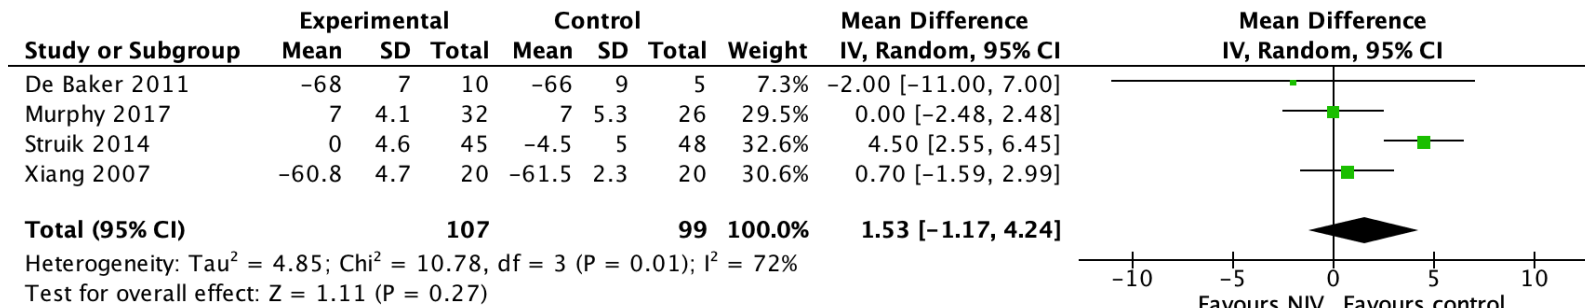 Experimental Control Mean Difference Mean Difference
Study or Subgroup Mean SD Total Mean SD Total Weight IV, Random, 95% CI IV, Random, 95% CI
De Baker 2011 −68 7 10 −66 9 5 7.3% −2.00 [−11.00, 7.00]
Murphy 2017 7 4.1 32 7 5.3 26 29.5% 0.00 [−2.48, 2.48]
Struik 2014 0 4.6 45 −4.5 5 48 32.6% 4.50 [2.55, 6.45]
Xiang 2007 −60.8 4.7 20 −61.5 2.3 20 30.6% 0.70 [−1.59, 2.99]
Total (95% CI) 107 99 100.0% 1.53 [−1.17, 4.24]
Heterogeneity: Tau² = 4.85; Chi² = 10.78, df = 3 (P = 0.01); I² = 72%
Test for overall effect: Z = 1.11 (P = 0.27)
−10 −5 0 5 10
Favours NIV Favours control